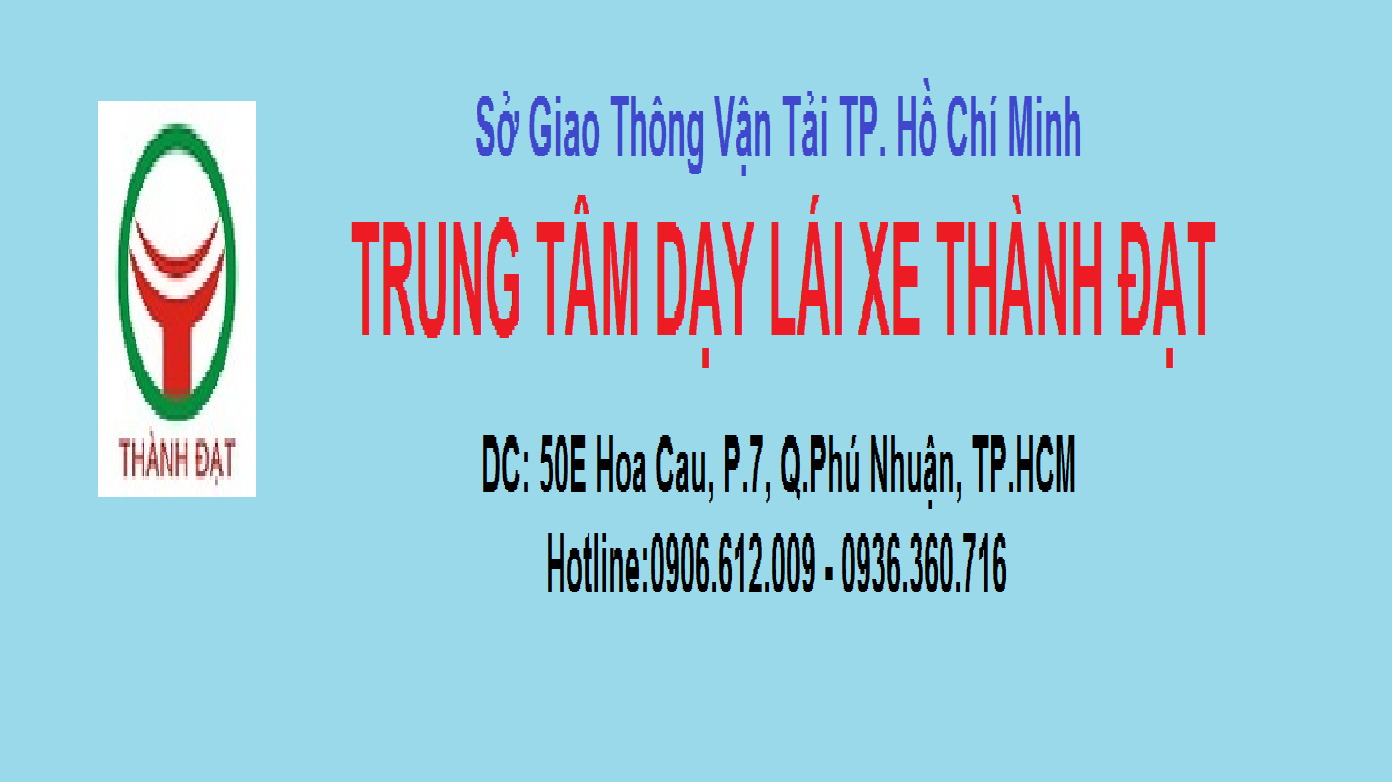 Sở Giao Thông Vận Tải TP. Hồ Chí Minh
TRUNG TÂM DẠY LÁI XE THÀNH ĐẠT
THÀNH ĐẠT
DC: 50E Hoa Cau, P.7, Q.Phú Nhuận, TP.HCM
Hotline:0906.612.009 - 0936.360.716